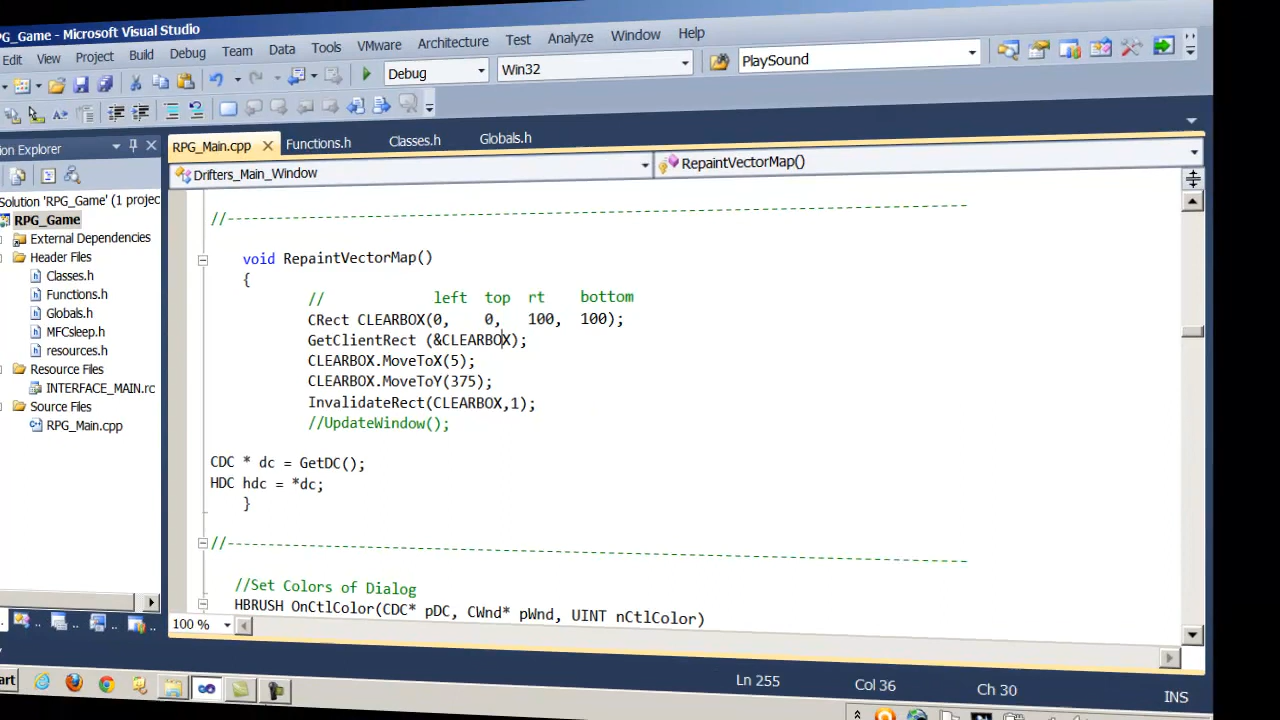 RPG_Game - Microsoft Visual Studio
Edit View Project Build Debug Team Data Tools VMware Architecture Test Analyze Window Help
Debug Win32 PlaySound
Explorer
RPG_Main.cpp Functions.h Classes.h Globals.h
Drifters_Main_Window RepaintVectorMap()
Solution 'RPG_Game' (1 projec
RPG_Game
External Dependencies
Header Files
Classes.h
Functions.h
Globals.h
MFCsleep.h
resources.h
Resource Files
INTERFACE_MAIN.rc
Source Files
RPG_Main.cpp
//------------------------------------------------------------------------------------------
void RepaintVectorMap()
{
// left top rt bottom
CRect CLEARBOX(0, 0, 100, 100);
GetClientRect (&CLEARBOX);
CLEARBOX.MoveToX(5);
CLEARBOX.MoveToY(375);
InvalidateRect(CLEARBOX,1);
//UpdateWindow();
CDC * dc = GetDC();
HDC hdc = *dc;
}
//------------------------------------------------------------------------------------------
//Set Colors of Dialog
HBRUSH OnCtlColor(CDC* pDC, CWnd* pWnd, UINT nCtlColor)
100 %
Ln 255 Col 36 Ch 30 INS